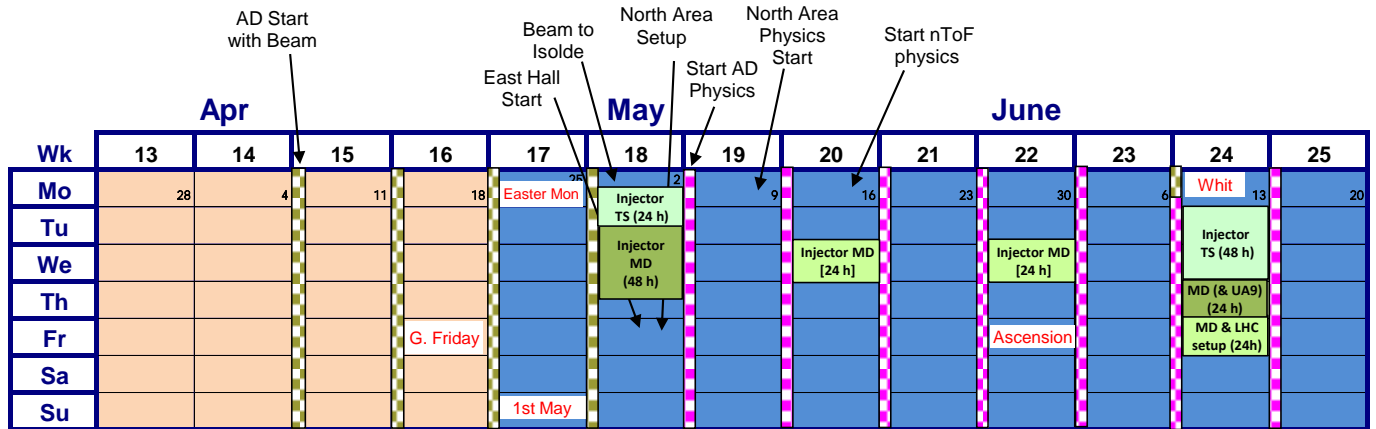 AD Start
with Beam
Beam to
Isolde
North Area
Setup
North Area
Physics
Start
Start nToF
physics
East Hall
Start
Start AD
Physics
Apr May June
Wk 13 14 15 16 17 18 19 20 21 22 23 24 25
Mo 28 4 11 18 Easter Mon 25 2 9 16 23 30 6 Whit 13 20
Injector
TS (24 h)
Tu
Injector
MD
(48 h)
Injector
TS (48 h)
We
Injector MD
[24 h]
Injector MD
[24 h]
Th
MD (& UA9)
(24 h)
Fr G. Friday Ascension
MD & LHC
setup (24h)
Sa
Su 1st May